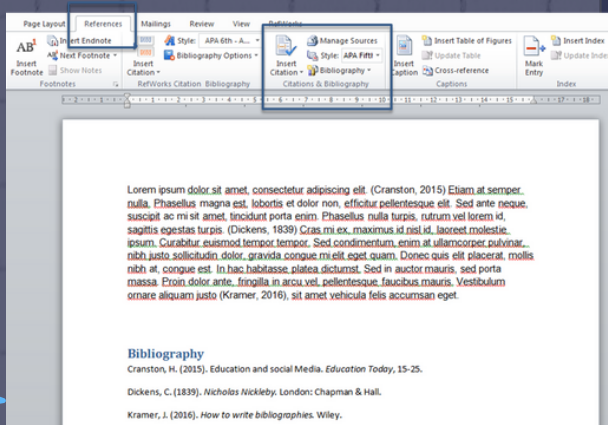 Page Layout References Mailings Review View RefWorks
AB¹ Insert Footnote
Insert Endnote
Next Footnote
Show Notes
Footnotes
Insert Citation
Style: APA 6th - A...
Bibliography Options
RefWorks Citation Bibliography
Insert Citation
Manage Sources
Style: APA Fift
Bibliography
Citations & Bibliography
Insert Caption
Insert Table of Figures
Update Table
Cross-reference
Captions
Mark Entry
Insert Index
Update Index
Index
Lorem ipsum dolor sit amet, consectetur adipiscing elit. (Cranston, 2015) Etiam at semper
nulla. Phasellus magna est, lobortis et dolor non, efficitur pellentesque elit. Sed ante neque,
suscipit ac mi sit amet, tincidunt porta enim. Phasellus nulla turpis, rutrum vel lorem id,
sagittis egestas turpis. (Dickens, 1839) Cras mi ex, maximus id nisl id, laoreet molestie
ipsum. Curabitur euismod tempor tempor. Sed condimentum, enim at ullamcorper pulvinar,
nibh justo sollicitudin dolor, gravida congue mi elit eget quam. Donec quis elit placerat, mollis
nibh at, congue est. In hac habitasse platea dictumst. Sed in auctor mauris, sed porta
massa. Proin dolor ante, fringilla in arcu vel, pellentesque faucibus mauris. Vestibulum
ornare aliquam justo (Kramer, 2016), sit amet vehicula felis accumsan eget.
Bibliography
Cranston, H. (2015). Education and social Media. Education Today, 15-25.
Dickens, C. (1839). Nicholas Nickleby. London: Chapman & Hall.
Kramer, J. (2016). How to write bibliographies. Wiley.